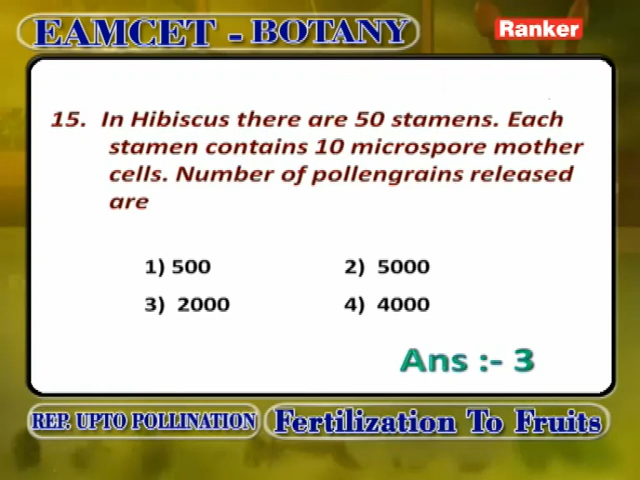 EAMCET - BOTANY
Ranker
15. In Hibiscus there are 50 stamens. Each
stamen contains 10 microspore mother
cells. Number of pollengrains released
are
1) 500
2) 5000
3) 2000
4) 4000
Ans :- 3
REP. UPTO POLLINATION
Fertilization To Fruits